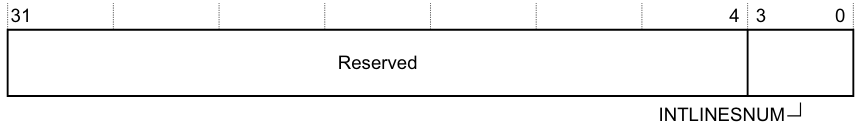 31 4 3 0
Reserved
INTLINESNUM